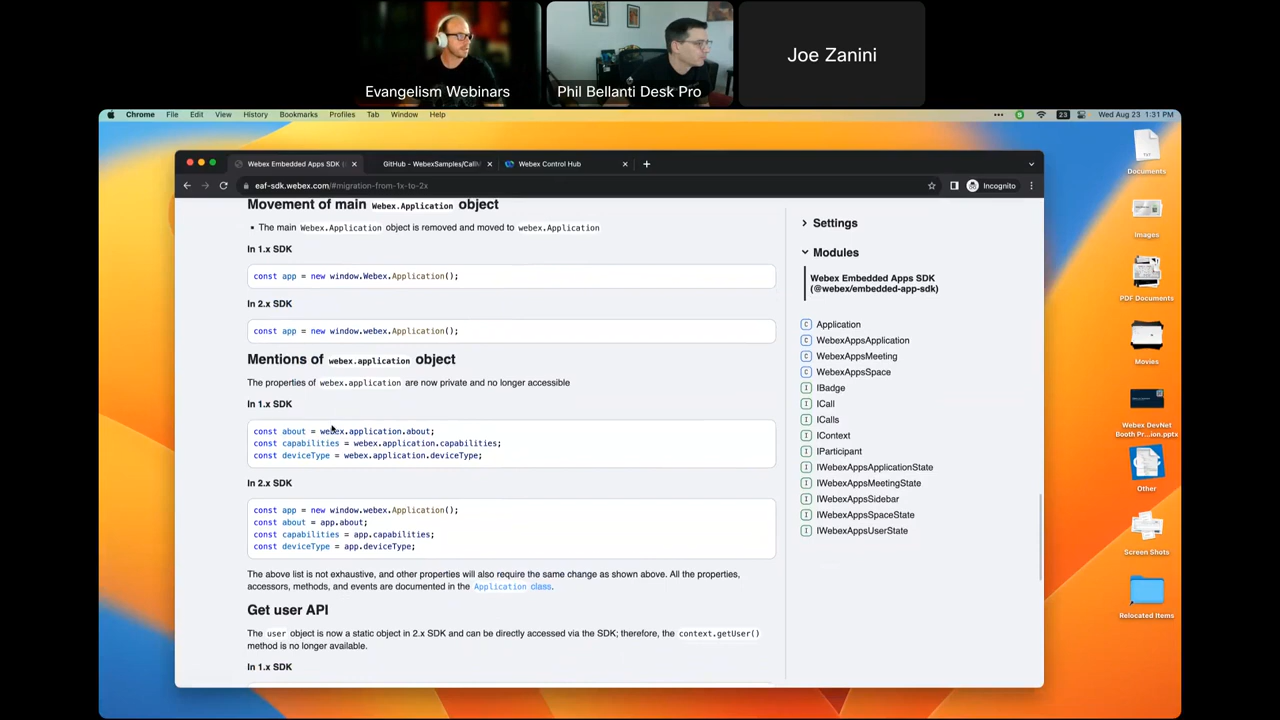 Joe Zanini
Evangelism Webinars
Phil Bellanti Desk Pro
Chrome File Edit View History Bookmarks Profiles Tab Window Help
••• 23 Wed Aug 23 1:31 PM
Webex Embedded Apps SDK
GitHub - WebexSamples/Call
Webex Control Hub
eaf-sdk.webex.com/#migration-from-1x-to-2x
Incognito
Movement of main Webex.Application object
▪ The main Webex.Application object is removed and moved to webex.Application
In 1.x SDK
const app = new window.Webex.Application();
In 2.x SDK
const app = new window.webex.Application();
Mentions of webex.application object
The properties of webex.application are now private and no longer accessible
In 1.x SDK
const about = webex.application.about;
const capabilities = webex.application.capabilities;
const deviceType = webex.application.deviceType;
In 2.x SDK
const app = new window.webex.Application();
const about = app.about;
const capabilities = app.capabilities;
const deviceType = app.deviceType;
The above list is not exhaustive, and other properties will also require the same change as shown above. All the properties,
accessors, methods, and events are documented in the Application class.
Get user API
The user object is now a static object in 2.x SDK and can be directly accessed via the SDK; therefore, the context.getUser()
method is no longer available.
In 1.x SDK
Settings
Modules
Webex Embedded Apps SDK
(@webex/embedded-app-sdk)
C Application
C WebexAppsApplication
C WebexAppsMeeting
C WebexAppsSpace
I IBadge
I ICall
I ICalls
I IContext
I IParticipant
I IWebexAppsApplicationState
I IWebexAppsMeetingState
I IWebexAppsSidebar
I IWebexAppsSpaceState
I IWebexAppsUserState
TXT
Documents
Images
PDF Documents
Movies
Webex DevNet
Booth Pr...ion.pptx
Other
Screen Shots
Relocated Items